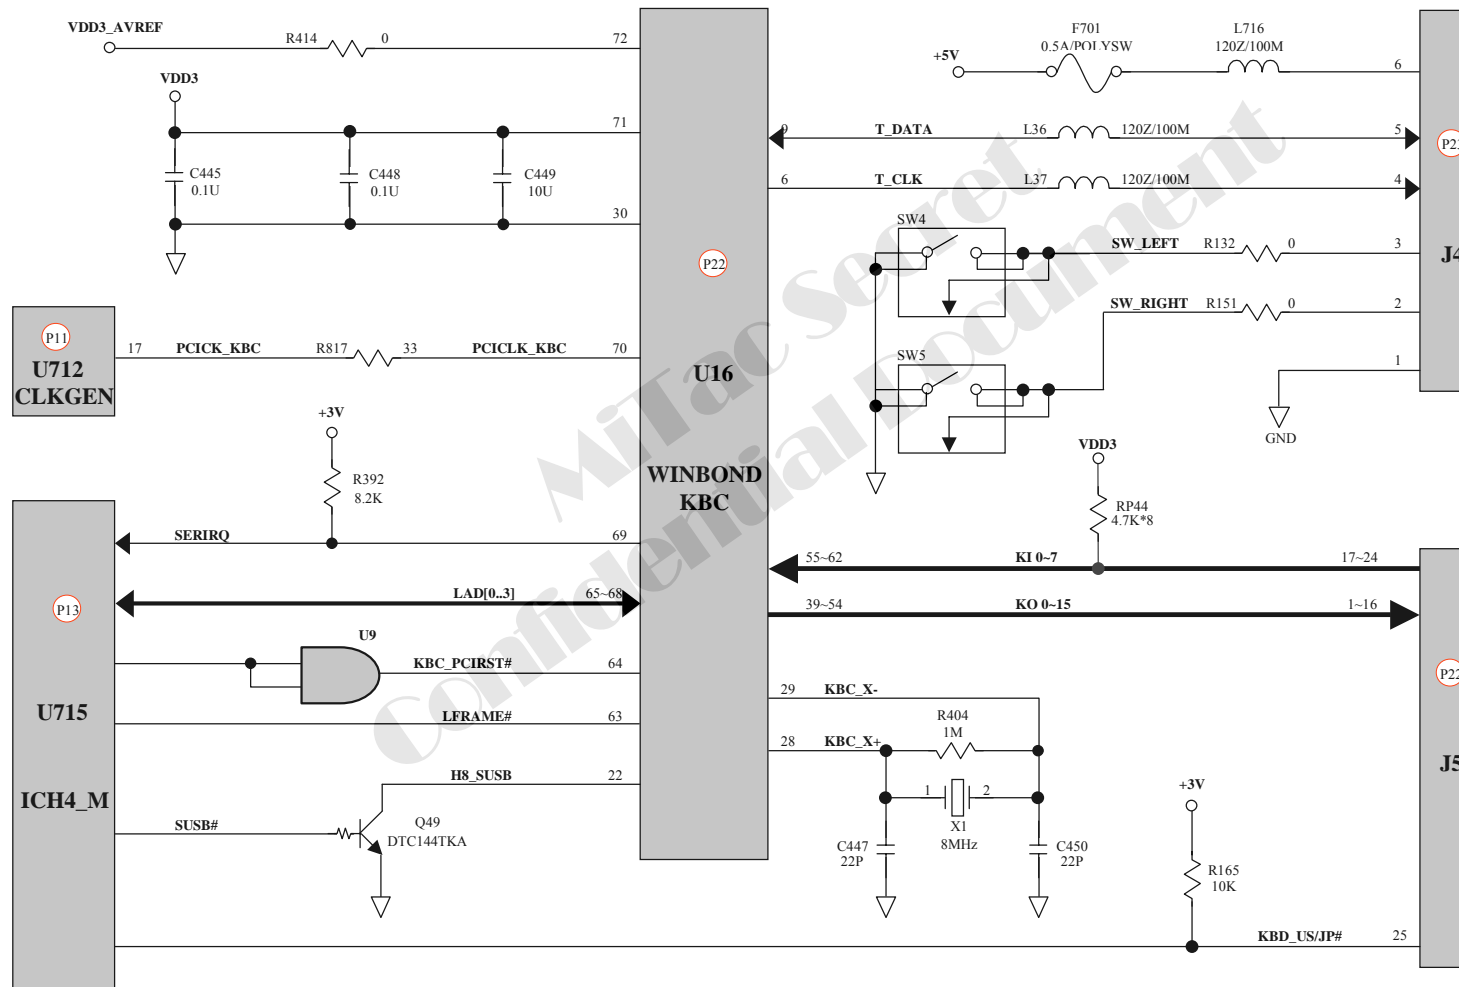 VDD3_AVREF
R414 0 72
VDD3
71
C445
0.1U
C448
0.1U
C449
10U
30
P22
U16
WINBOND
KBC
P11
U712
CLKGEN
17 PCICK_KBC R817 33 PCICLK_KBC 70
+3V
R392
8.2K
SERIRQ 69
LAD[0..3] 65~68
P13
U9
KBC_PCIRST# 64
U715
LFRAME# 63
H8_SUSB 22
ICH4_M
SUSB#
Q49
DTC144TKA
F701
0.5A/POLYSW
L716
120Z/100M
+5V 6
9 T_DATA L36 120Z/100M 5
6 T_CLK L37 120Z/100M 4
SW4
SW_LEFT R132 0 3
SW_RIGHT R151 0 2
SW5
1
GND
J4
VDD3
RP44
4.7K*8
55~62 KI 0~7 17~24
39~54 KO 0~15 1~16
P22
29 KBC_X-
R404
1M
28 KBC_X+
1 2
X1
8MHz
C447
22P
C450
22P
J5
+3V
R165
10K
KBD_US/JP# 25
MiTac Secret
Confidential Document